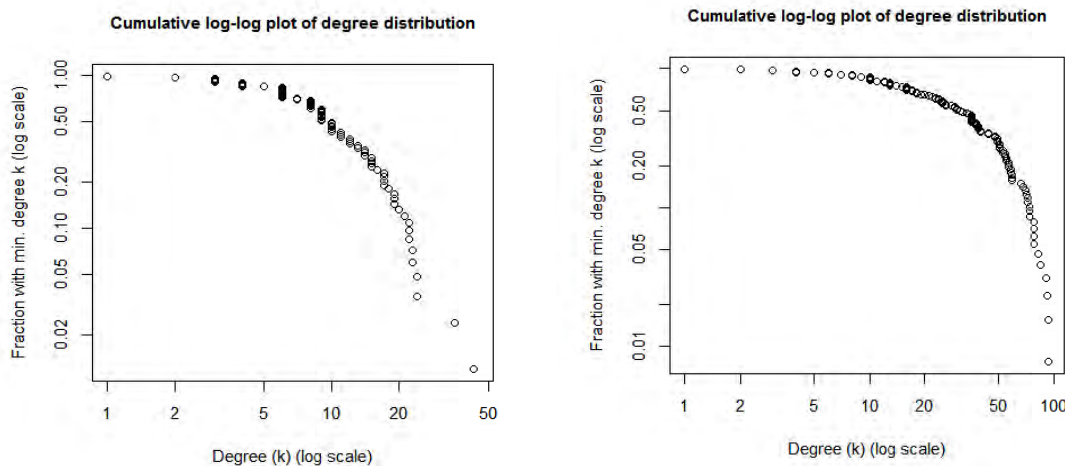 Cumulative log-log plot of degree distribution
Fraction with min. degree k (log scale)
1.00
0.50
0.20
0.10
0.05
0.02
1 2 5 10 20 50
Degree (k) (log scale)
Cumulative log-log plot of degree distribution
Fraction with min. degree k (log scale)
0.50
0.20
0.05
0.01
1 2 5 10 20 50 100
Degree (k) (log scale)